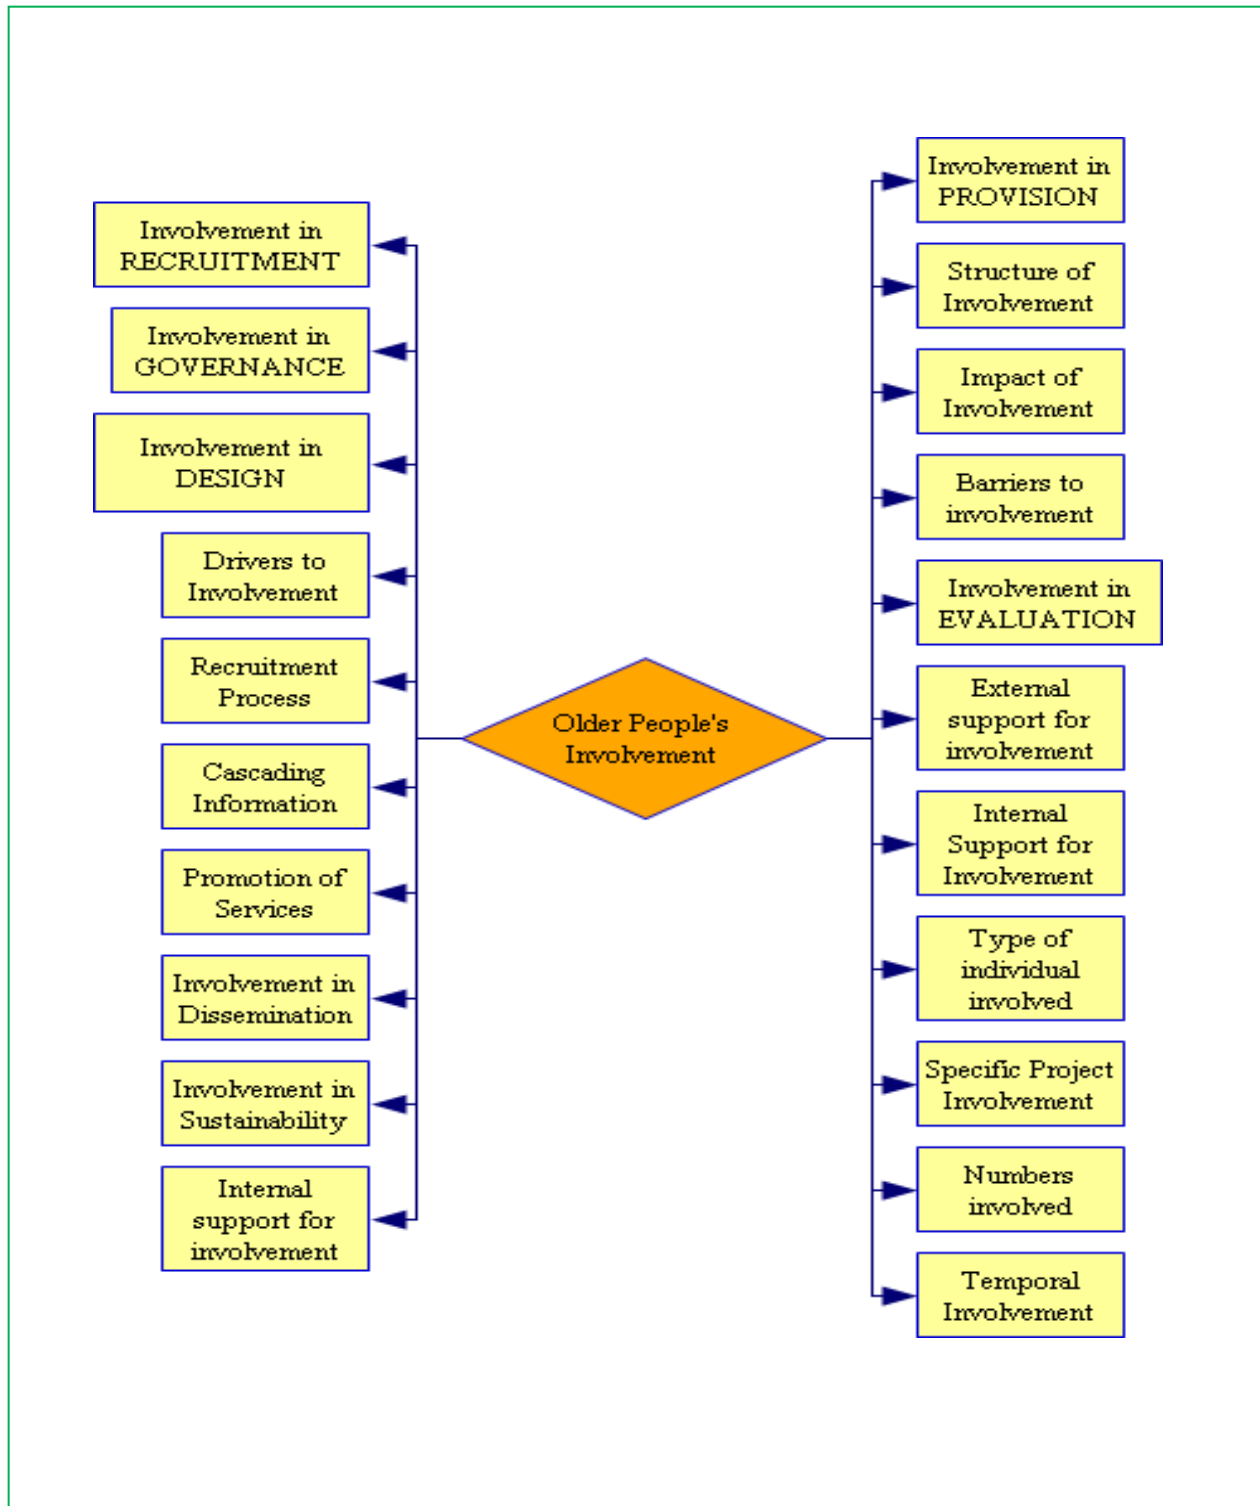 Involvement in
RECRUITMENT
Involvement in
GOVERNANCE
Involvement in
DESIGN
Drivers to
Involvement
Recruitment
Process
Cascading
Information
Promotion of
Services
Involvement in
Dissemination
Involvement in
Sustainability
Internal
support for
involvement
Older People's
Involvement
Involvement in
PROVISION
Structure of
Involvement
Impact of
Involvement
Barriers to
involvement
Involvement in
EVALUATION
External
support for
involvement
Internal
Support for
Involvement
Type of
individual
involved
Specific Project
Involvement
Numbers
involved
Temporal
Involvement